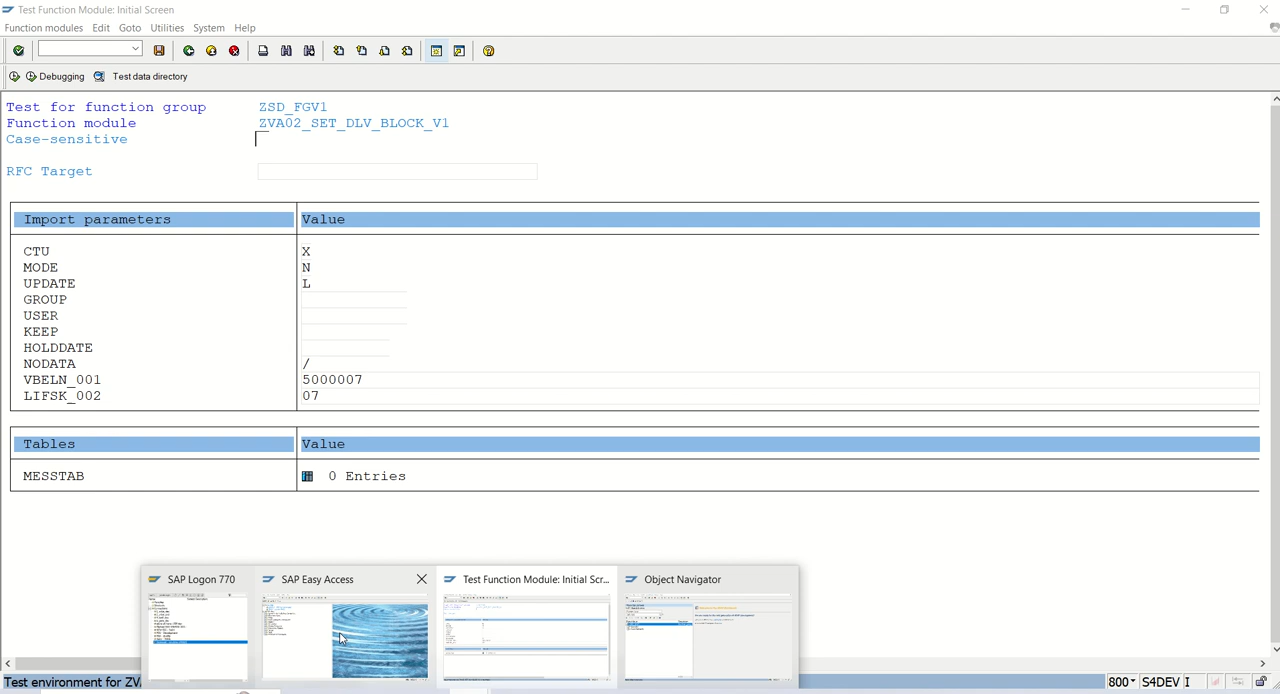 Test Function Module: Initial Screen
Function modules Edit Goto Utilities System Help
Debugging Test data directory
Test for function group ZSD_FGV1
Function module ZVA02_SET_DLV_BLOCK_V1
Case-sensitive
RFC Target
Import parameters Value
CTU X
MODE N
UPDATE L
GROUP
USER
KEEP
HOLDDATE
NODATA /
VBELN_001 5000007
LIFSK_002 07
Tables Value
MESSTAB 0 Entries
SAP Logon 770 SAP Easy Access Test Function Module: Initial Scr... Object Navigator
Test environment for ZV
800 S4DEV I